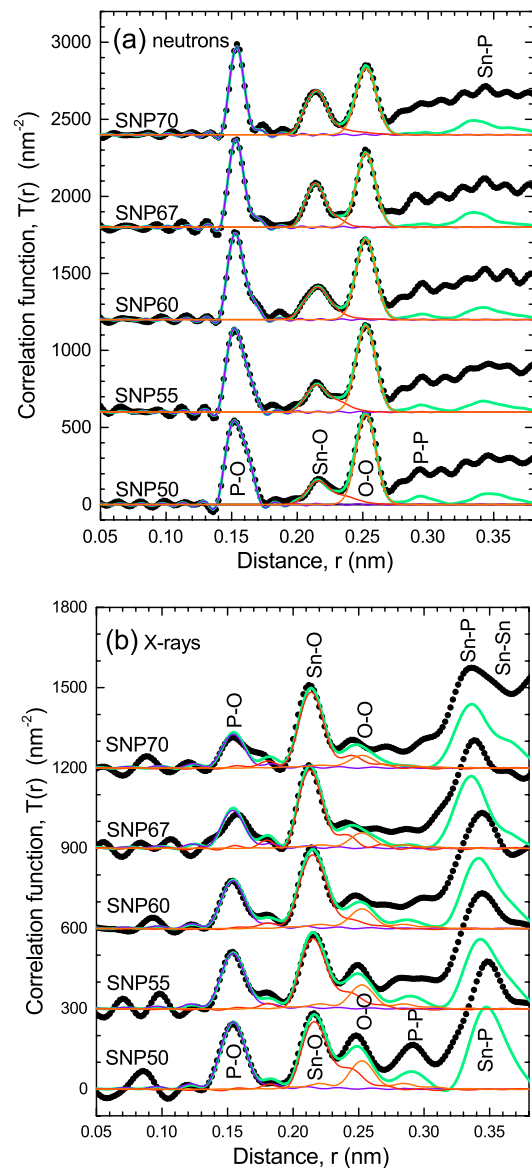 (a) neutrons
Sn-P
3000
SNP70
2500
SNP67
2000
1500
SNP60
1000
SNP55
500
SNP50
P-O
Sn-O
O-O
P-P
0
0.05 0.10 0.15 0.20 0.25 0.30 0.35
Distance, r (nm)
Correlation function, T(r) (nm⁻²)
1800
(b) X-rays
Sn-O
O-O
Sn-P
Sn-Sn
1500
SNP70
1200
SNP67
900
SNP60
600
SNP55
300
SNP50
P-O
Sn-O
O-O
P-P
Sn-P
0
0.05 0.10 0.15 0.20 0.25 0.30 0.35
Distance, r (nm)
Correlation function, T(r) (nm⁻²)